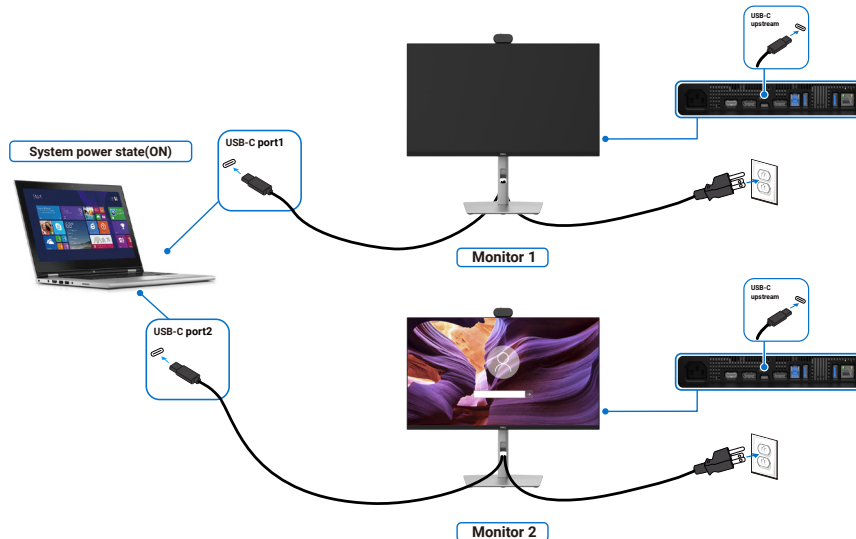 USB-C
upstream
System power state(ON)
USB-C port1
Monitor 1
USB-C port2
USB-C
upstream
Monitor 2